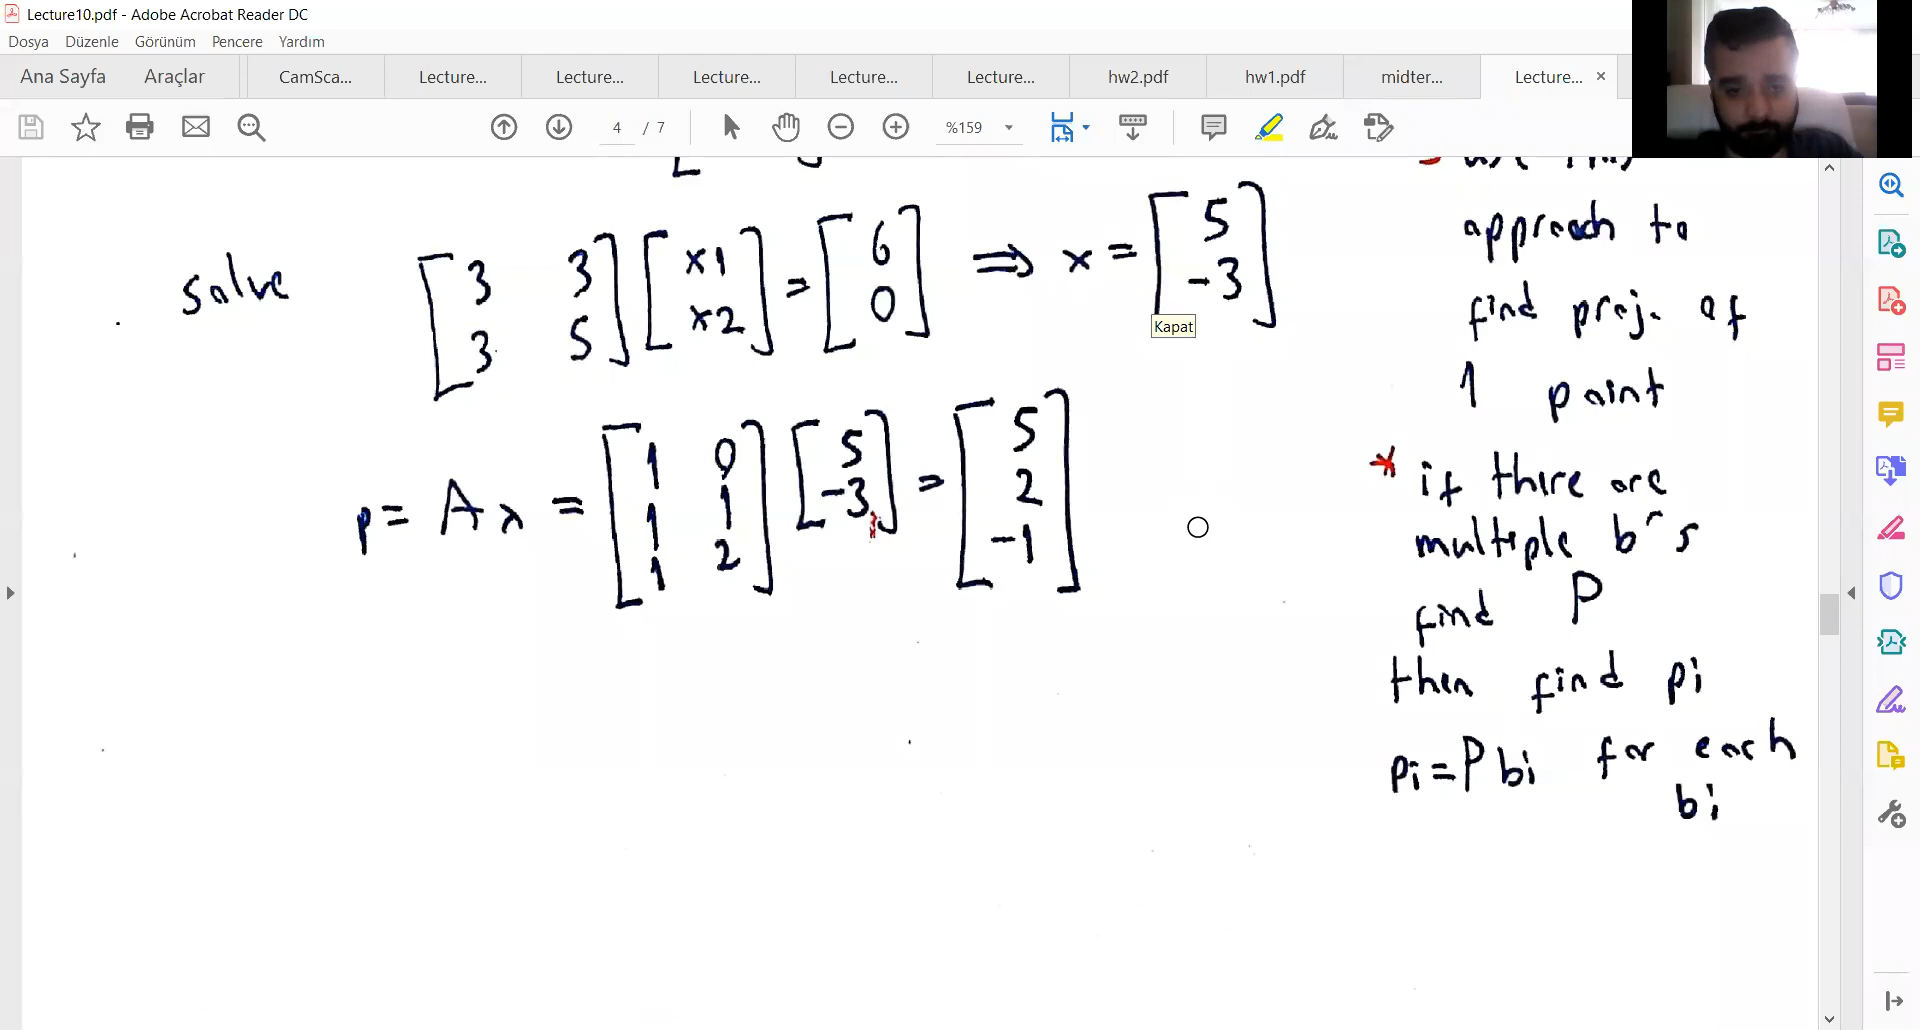 Lecture10.pdf - Adobe Acrobat Reader DC
Dosya Düzenle Görünüm Pencere Yardım
Ana Sayfa Araçlar CamSca... Lecture... Lecture... Lecture... Lecture... Lecture... hw2.pdf hw1.pdf midter... Lecture... ×
4 / 7 %159
approach to
find proj. of
1 point
solve [3 3 3 5] [x1 x2] = [6 0] ⇒ x = [5 -3]
Kapat
p = Ax = [1 0 1 1 1 2] [5 -3] = [5 2 -1]
* if there are
multiple b's
find P
then find pi
pi = P bi for each
bi